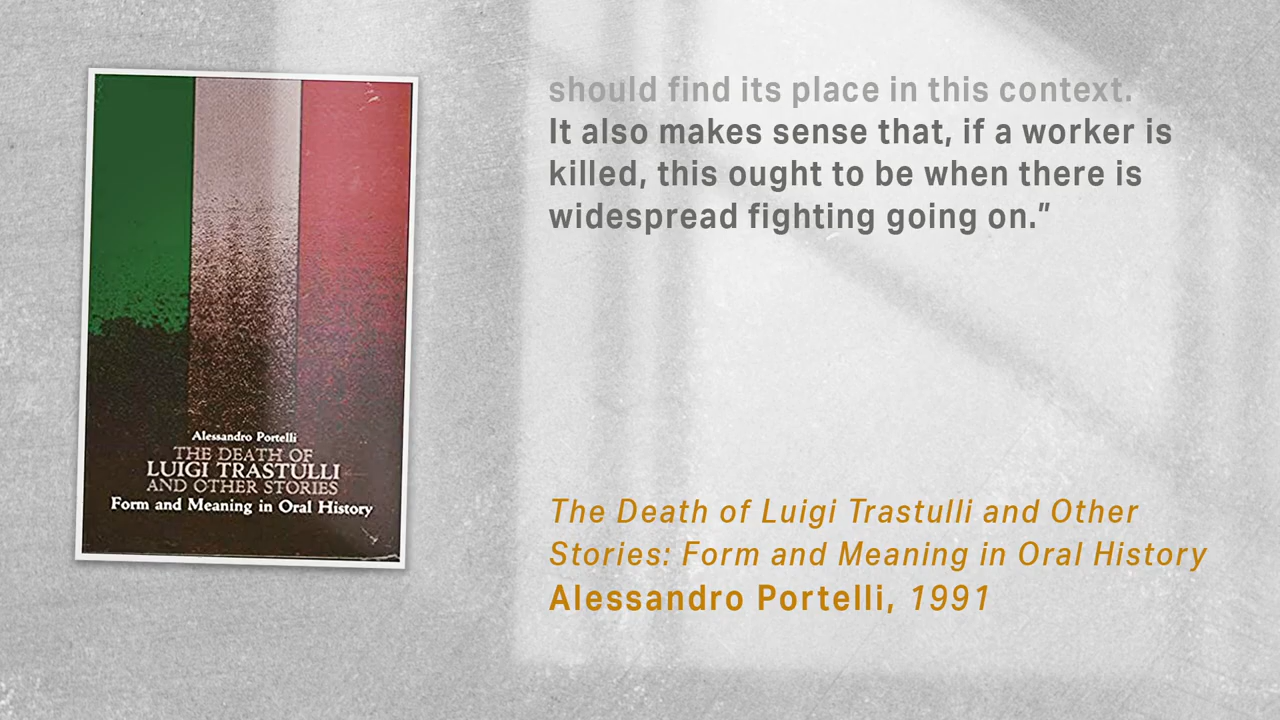 Alessandro Portelli
THE DEATH OF
LUIGI TRASTULLI
AND OTHER STORIES
Form and Meaning in Oral History
should find its place in this context.
It also makes sense that, if a worker is
killed, this ought to be when there is
widespread fighting going on.”
The Death of Luigi Trastulli and Other
Stories: Form and Meaning in Oral History
Alessandro Portelli, 1991